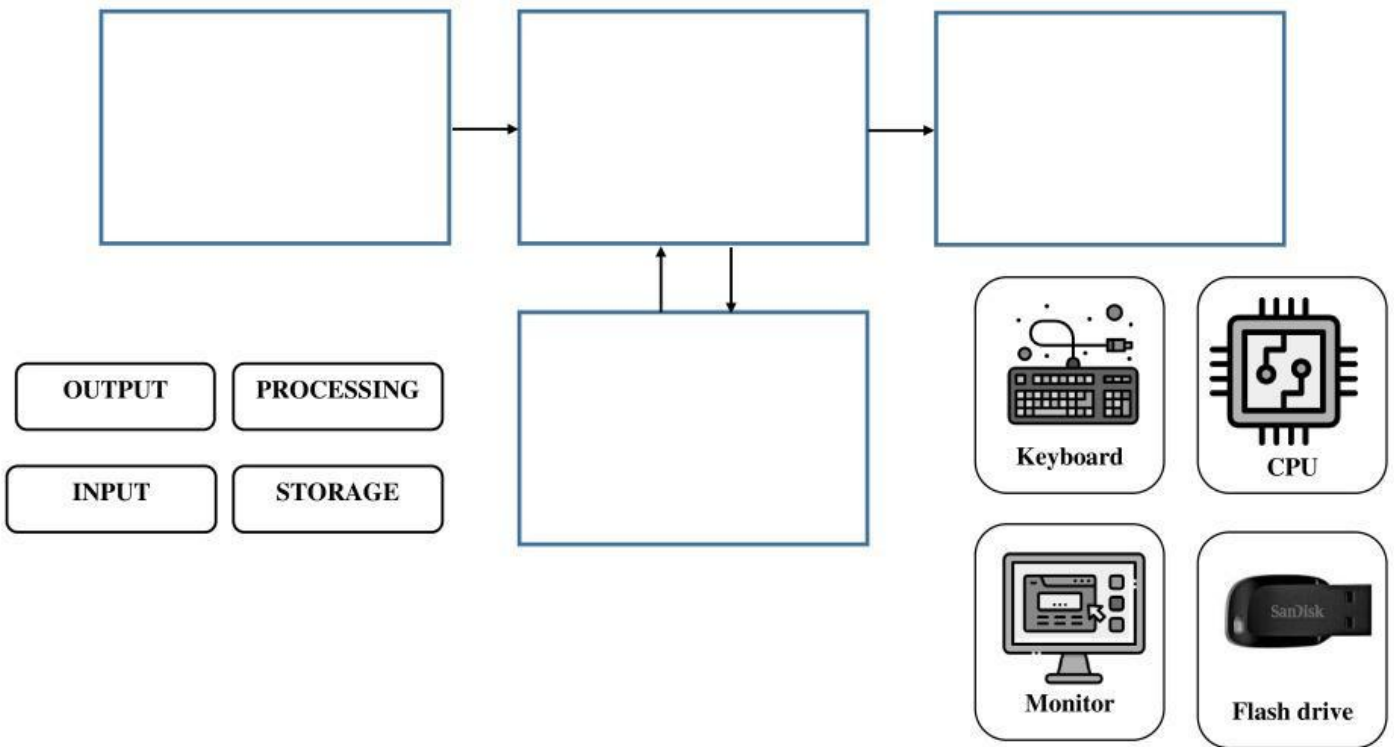 OUTPUT
PROCESSING
INPUT
STORAGE
Keyboard
CPU
Monitor
SanDisk
Flash drive